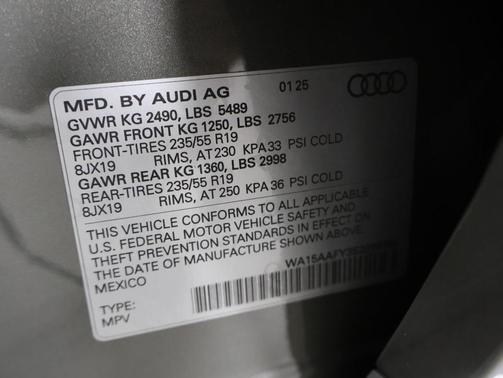 MFD. BY AUDI AG 01 25
GVWR KG 2490, LBS 5489
GAWR FRONT KG 1250, LBS 2756
FRONT-TIRES 235/55 R19
8JX19 RIMS, AT 230 KPA 33 PSI COLD
GAWR REAR KG 1360, LBS 2998
REAR-TIRES 235/55 R19
8JX19 RIMS, AT 250 KPA 36 PSI COLD
THIS VEHICLE CONFORMS TO ALL APPLICABLE
U.S. FEDERAL MOTOR VEHICLE SAFETY AND
THEFT PREVENTION STANDARDS IN EFFECT ON
THE DATE OF MANUFACTURE SHOWN ABOVE.
MEXICO
TYPE:
MPV